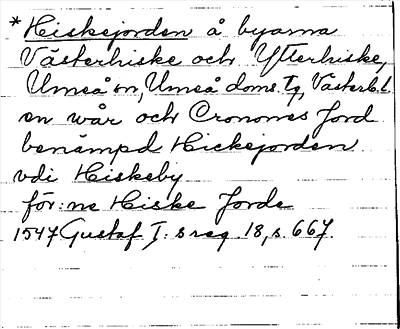 *Hiskejorden å byarna
Västerhiske och Ytterhiske,
Umeå sn, Umeå doms. tg, Västerb. l.
en wår och Cronones Jord
benämpd Hickejorden
vdi Hiskeby
för:ne Hiske Jorde
1547 Gustaf I:s reg. 18, s. 667.